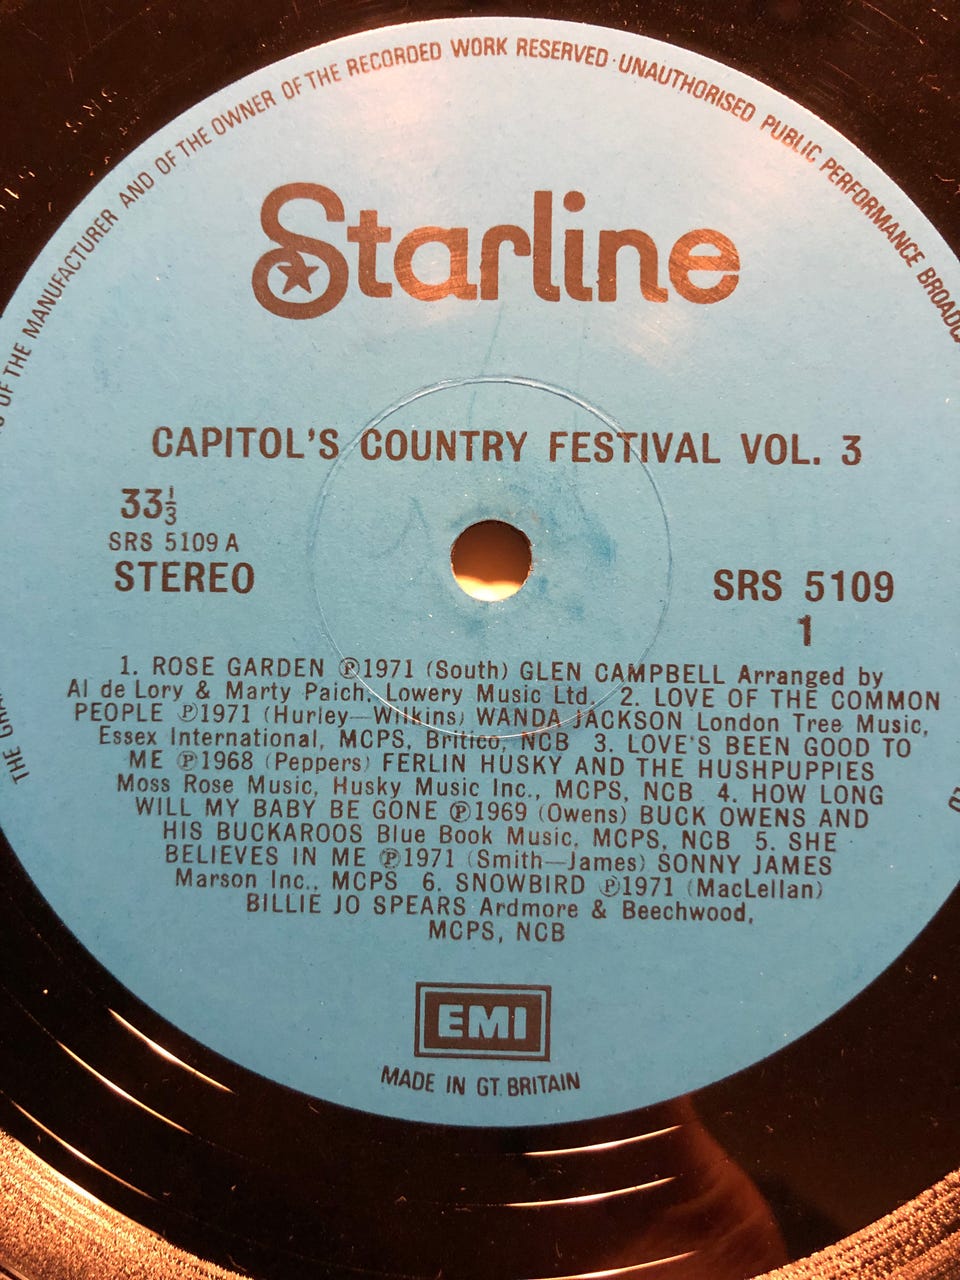 OF THE MANUFACTURER AND OF THE OWNER OF THE RECORDED WORK RESERVED · UNAUTHORISED PUBLIC PERFORMANCE
Starline
CAPITOL'S COUNTRY FESTIVAL VOL. 3
33⅓
SRS 5109 A
STEREO
SRS 5109
1
1. ROSE GARDEN ℗1971 (South) GLEN CAMPBELL Arranged by
Al de Lory & Marty Paich, Lowery Music Ltd. 2. LOVE OF THE COMMON
PEOPLE ℗1971 (Hurley—Wilkins) WANDA JACKSON London Tree Music,
Essex International, MCPS, Britico, NCB 3. LOVE'S BEEN GOOD TO
ME ℗1968 (Peppers) FERLIN HUSKY AND THE HUSHPUPPIES
Moss Rose Music, Husky Music Inc., MCPS, NCB 4. HOW LONG
WILL MY BABY BE GONE ℗1969 (Owens) BUCK OWENS AND
HIS BUCKAROOS Blue Book Music, MCPS, NCB 5. SHE
BELIEVES IN ME ℗1971 (Smith—James) SONNY JAMES
Marson Inc., MCPS 6. SNOWBIRD ℗1971 (MacLellan)
BILLIE JO SPEARS Ardmore & Beechwood,
MCPS, NCB
EMI
MADE IN GT. BRITAIN
THE